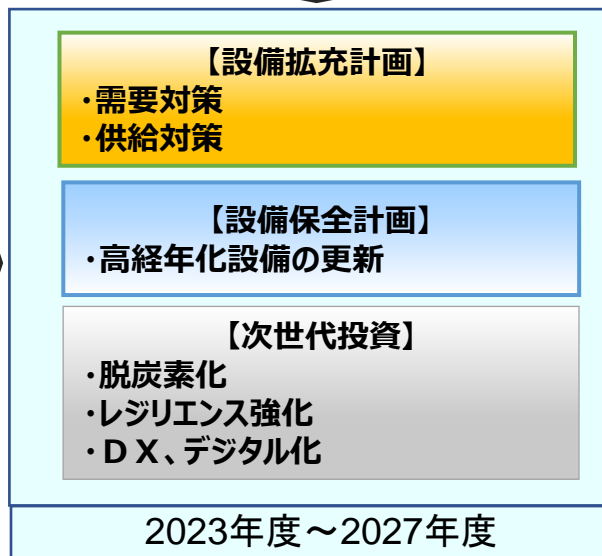 【設備拡充計画】
・需要対策
・供給対策
【設備保全計画】
・高経年化設備の更新
【次世代投資】
・脱炭素化
・レジリエンス強化
・ＤＸ、デジタル化
2023年度～2027年度